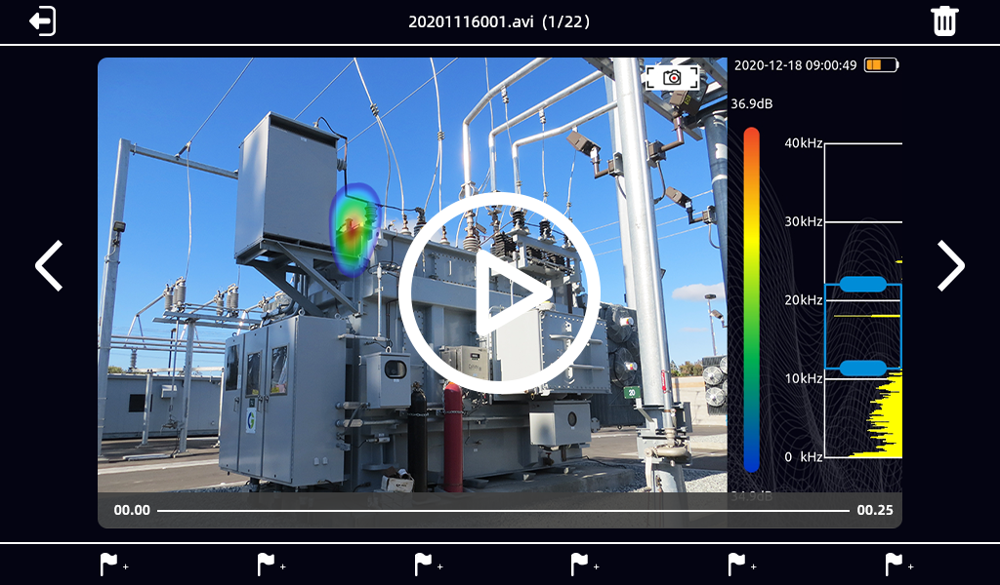 20201116001.avi (1/22)
2020-12-18 09:00:49
36.9dB
40kHz
30kHz
20kHz
10kHz
0 kHz
34.9dB
20
00.00
00.25
+
+
+
+
+
+